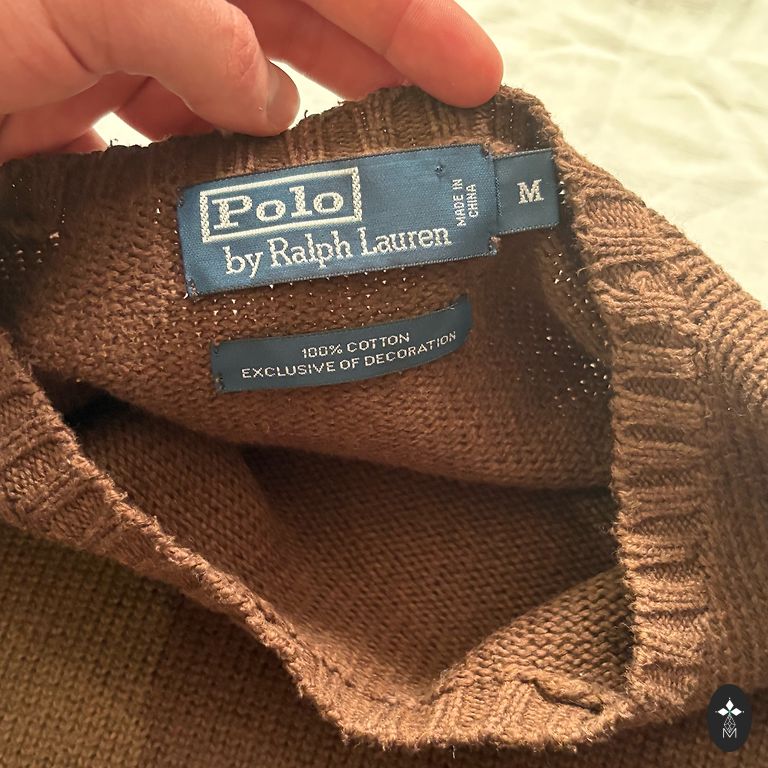 Polo
by Ralph Lauren
MADE IN
CHINA
M
100% COTTON
EXCLUSIVE OF DECORATION
M